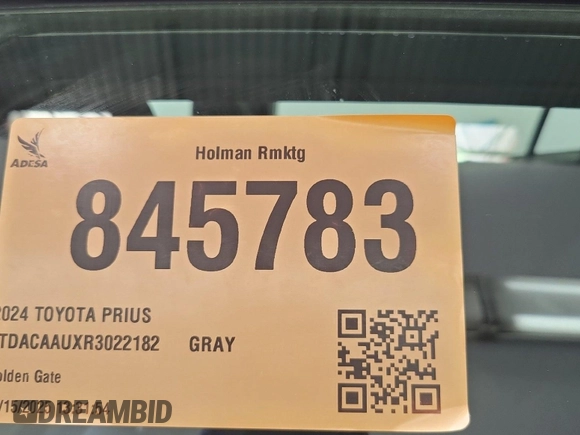 ADESA
Holman Rmktg
845783
2024 TOYOTA PRIUS
TDACAAUXR3022182 GRAY
olden Gate
DREAMBID